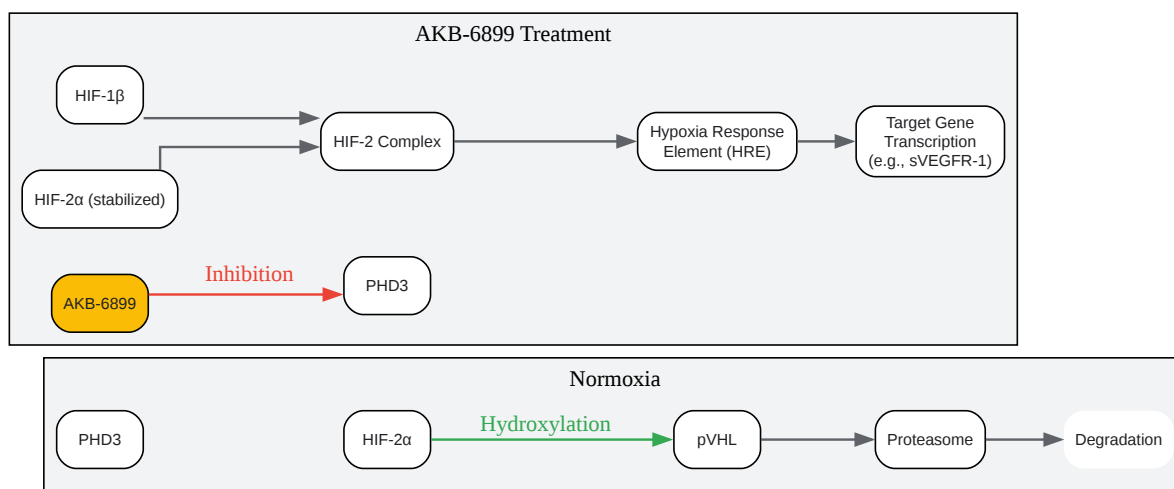 AKB-6899 Treatment
HIF-1β
HIF-2 Complex
Hypoxia Response
Element (HRE)
Target Gene
Transcription
(e.g., sVEGFR-1)
HIF-2α (stabilized)
Inhibition
AKB-6899
PHD3
Normoxia
PHD3
HIF-2α
Hydroxylation
pVHL
Proteasome
Degradation